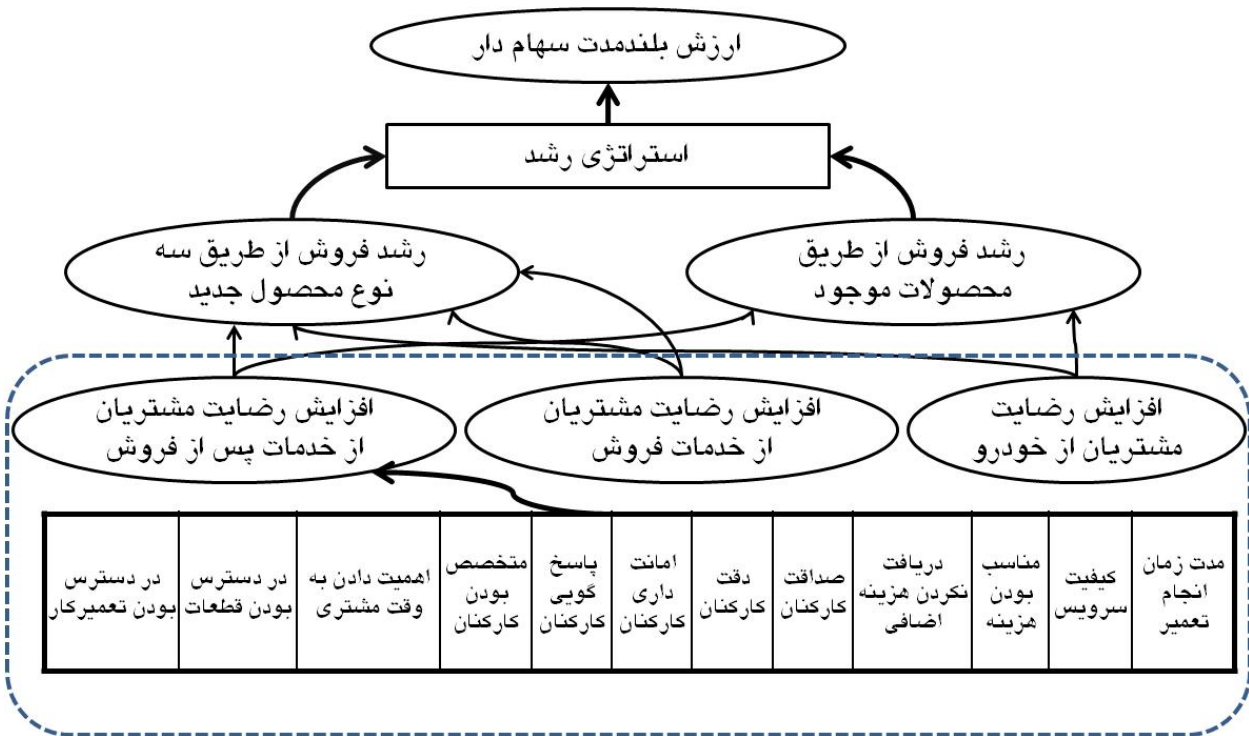 ارزش بلندمدت سهام دار
استراتژی رشد
رشد فروش از طریق
محصولات موجود
رشد فروش از طریق سه
نوع محصول جدید
افزایش رضایت
مشتریان از خودرو
افزایش رضایت مشتریان
از خدمات فروش
افزایش رضایت مشتریان
از خدمات پس از فروش
مدت زمان
انجام
تعمیر
کیفیت
سرویس
مناسب
بودن
هزینه
دریافت
نکردن هزینه
اضافی
صداقت
کارکنان
دقت
کارکنان
امانت
داری
کارکنان
پاسخ
گویی
کارکنان
متخصص
بودن
کارکنان
اهمیت دادن به
وقت مشتری
در دسترس
بودن قطعات
در دسترس
بودن تعمیرکار